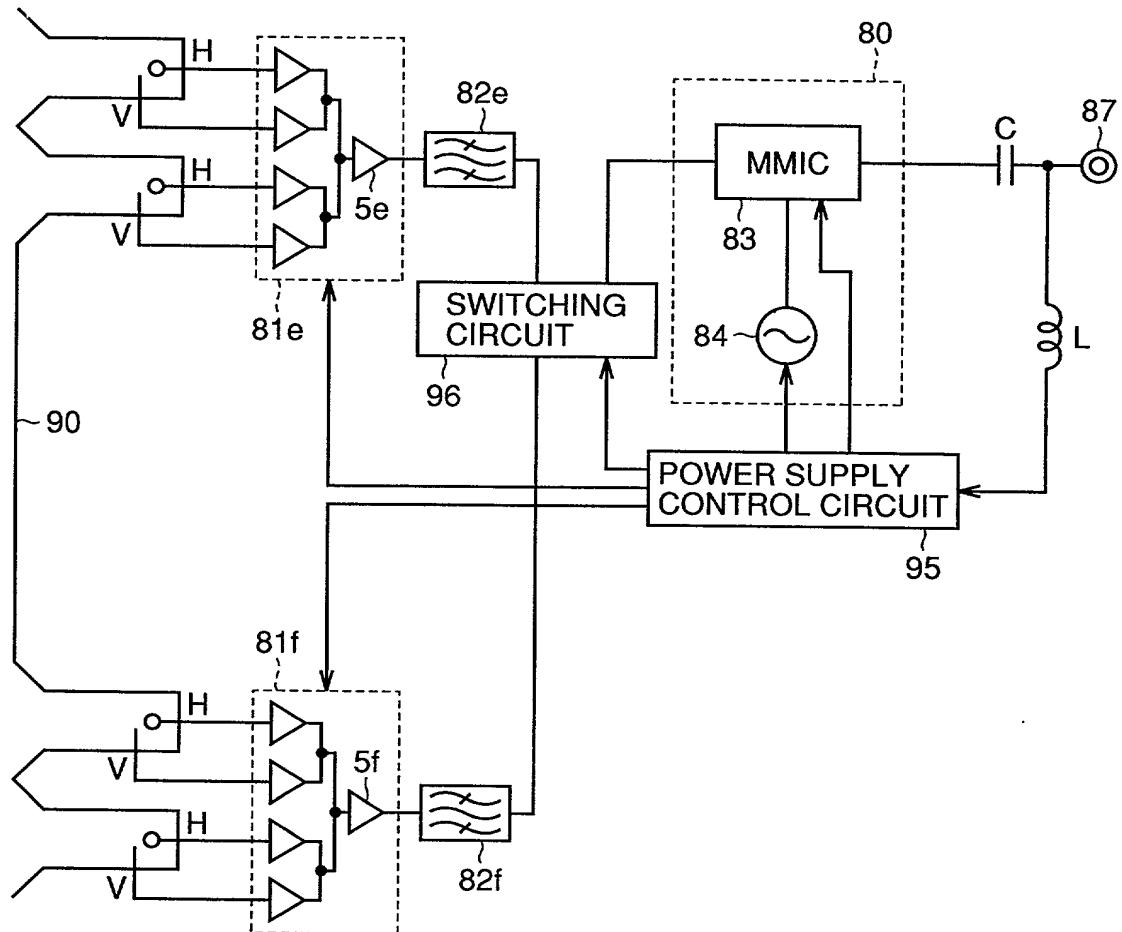 80
H
82e
87
C
V
MMIC
H
5e
83
V
SWITCHING
CIRCUIT
81e
84
L
96
90
POWER SUPPLY
CONTROL CIRCUIT
95
81f
H
5f
V
H
82f
V